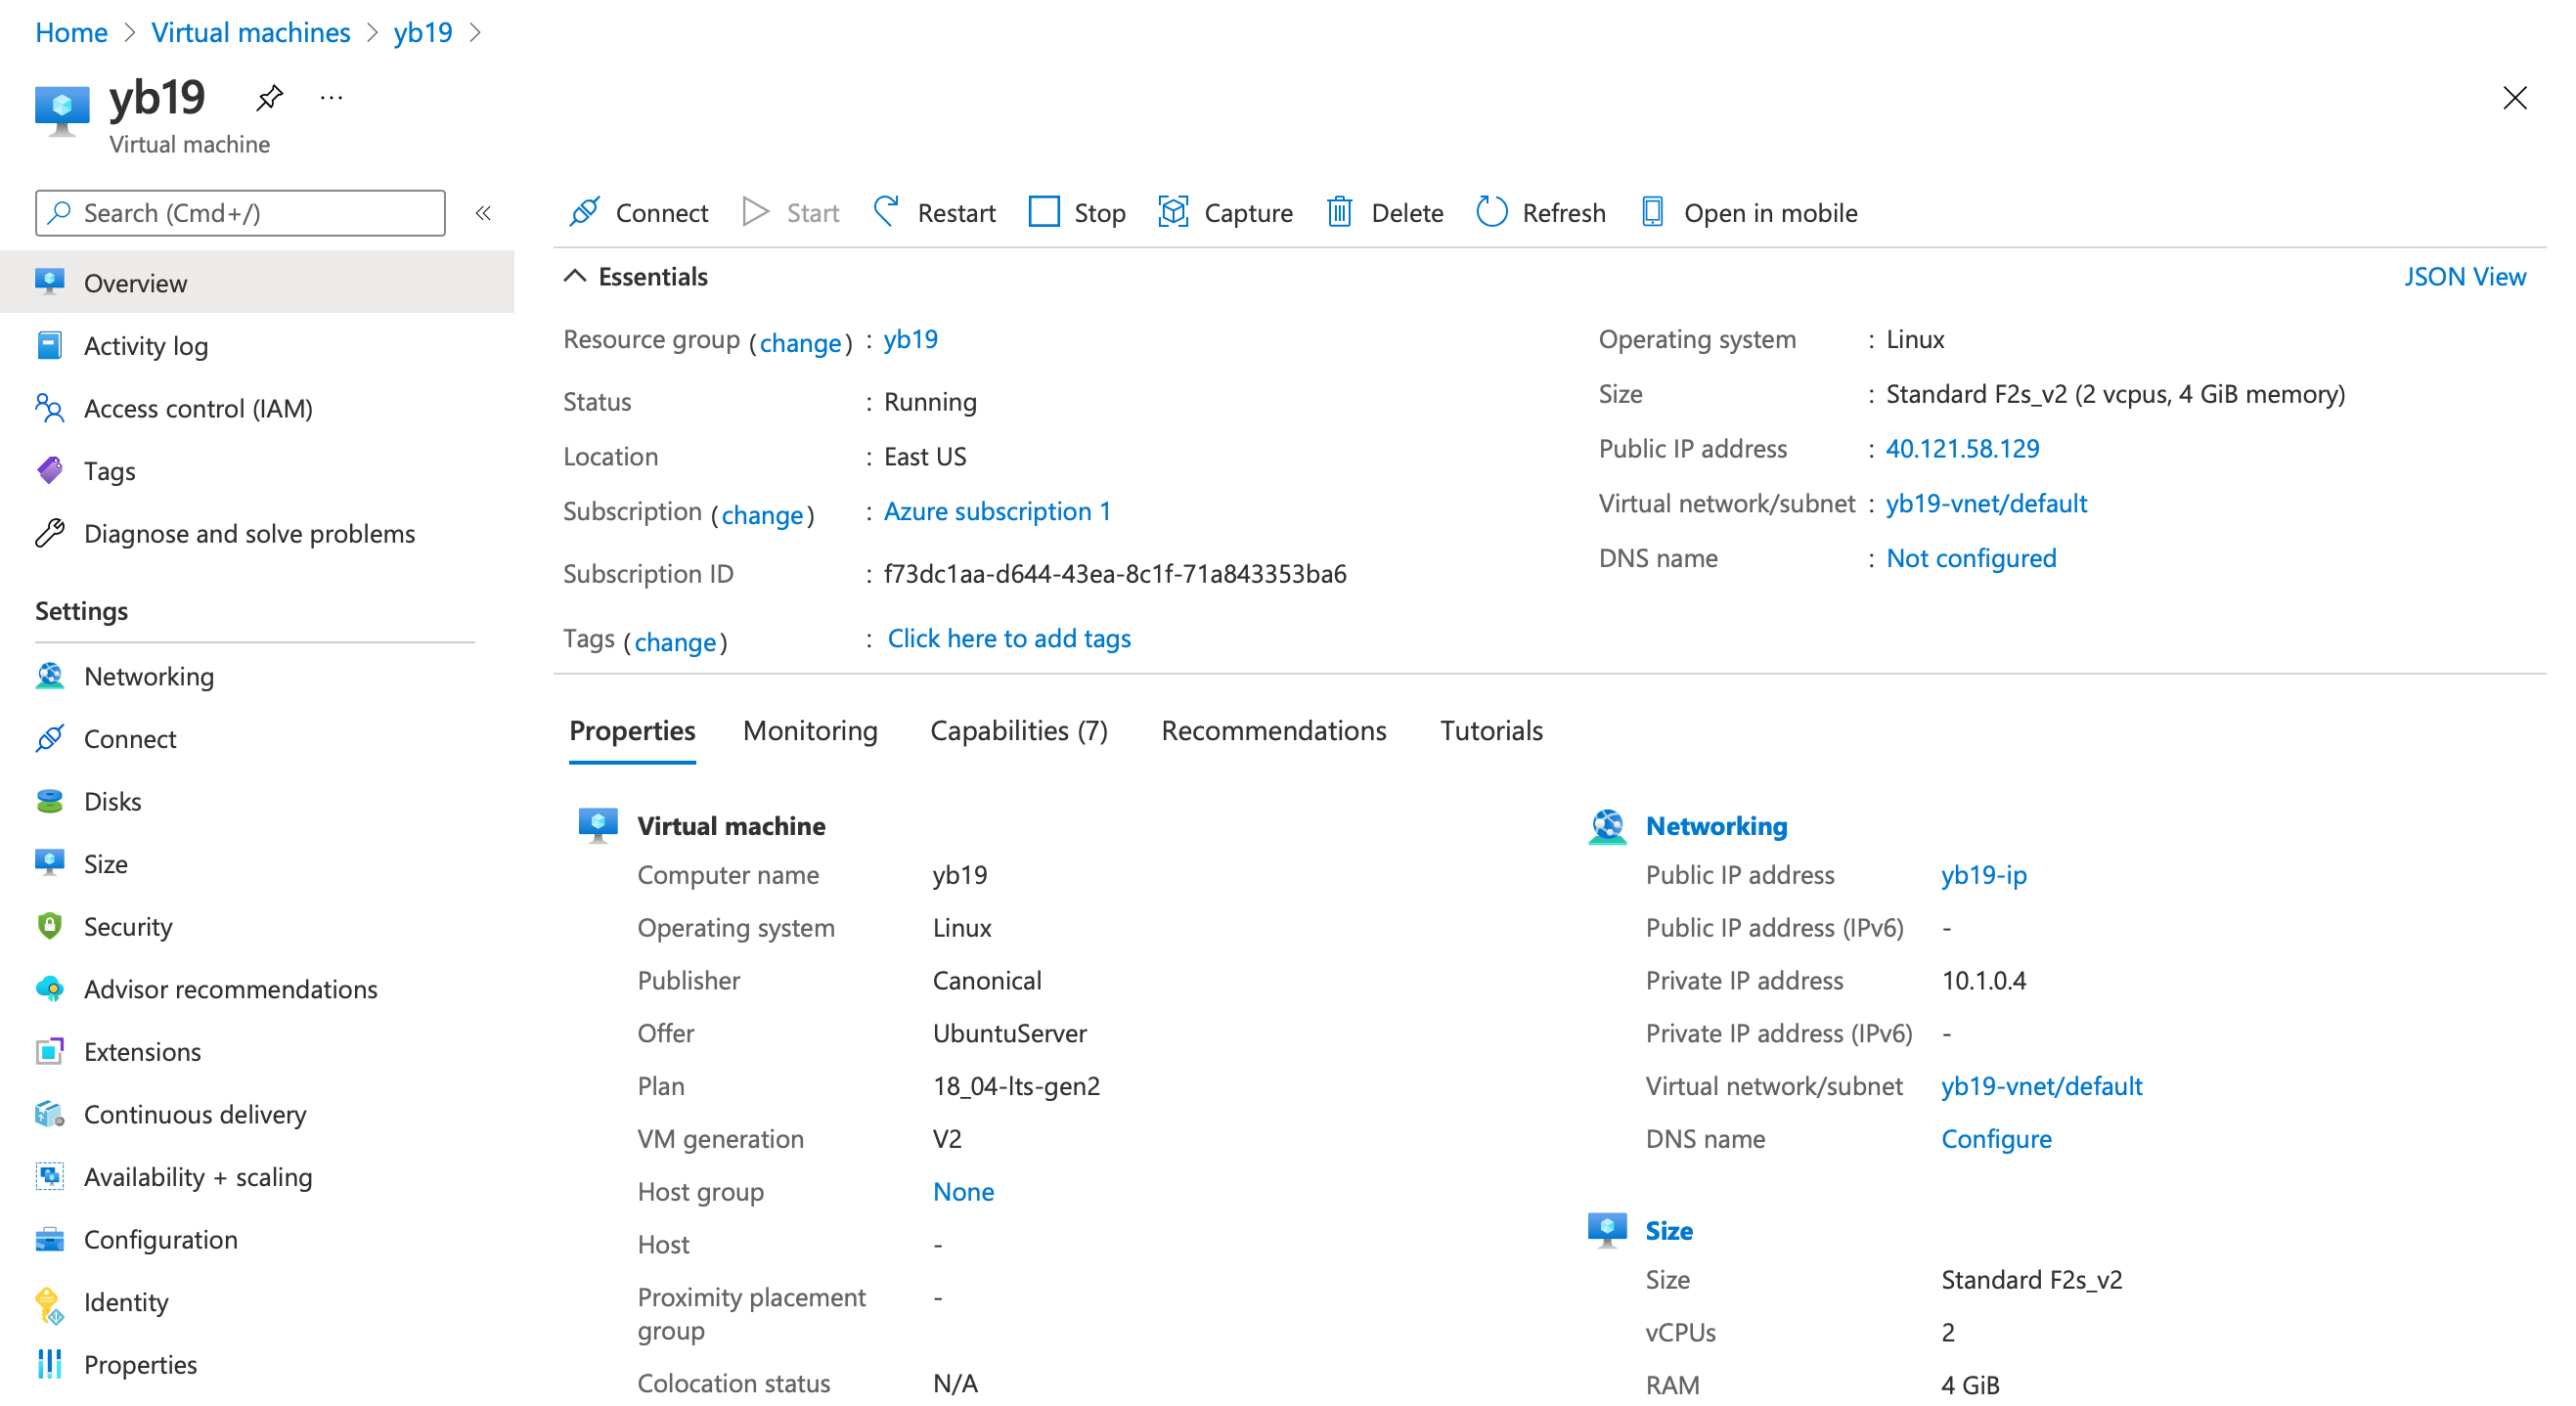 Home > Virtual machines > yb19 >
yb19 ...
Virtual machine
Search (Cmd+/)
«
Connect Start Restart Stop Capture Delete Refresh Open in mobile
Overview
Activity log
Access control (IAM)
Tags
Diagnose and solve problems
Settings
Networking
Connect
Disks
Size
Security
Advisor recommendations
Extensions
Continuous delivery
Availability + scaling
Configuration
Identity
Properties
Essentials
JSON View
Resource group (change) : yb19
Status : Running
Location : East US
Subscription (change) : Azure subscription 1
Subscription ID : f73dc1aa-d644-43ea-8c1f-71a843353ba6
Tags (change) : Click here to add tags
Operating system : Linux
Size : Standard F2s_v2 (2 vcpus, 4 GiB memory)
Public IP address : 40.121.58.129
Virtual network/subnet : yb19-vnet/default
DNS name : Not configured
Properties Monitoring Capabilities (7) Recommendations Tutorials
Virtual machine
Computer name yb19
Operating system Linux
Publisher Canonical
Offer UbuntuServer
Plan 18_04-lts-gen2
VM generation V2
Host group None
Host -
Proximity placement -
group
Colocation status N/A
Networking
Public IP address yb19-ip
Public IP address (IPv6) -
Private IP address 10.1.0.4
Private IP address (IPv6) -
Virtual network/subnet yb19-vnet/default
DNS name Configure
Size
Size Standard F2s_v2
vCPUs 2
RAM 4 GiB